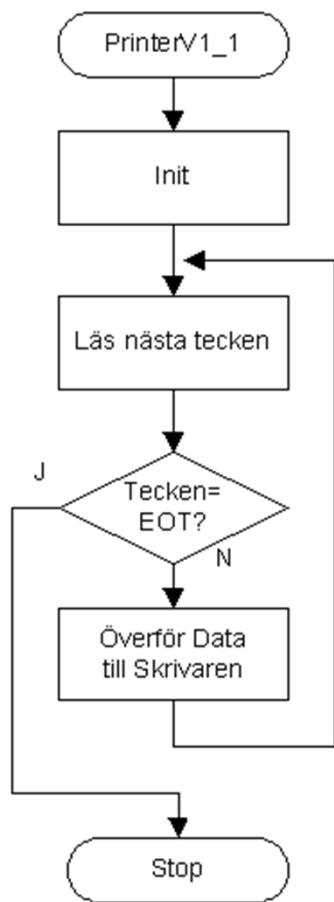 PrinterV1_1
Init
Läs nästa tecken
J
Tecken=
EOT?
N
Överför Data
till Skrivaren
Stop